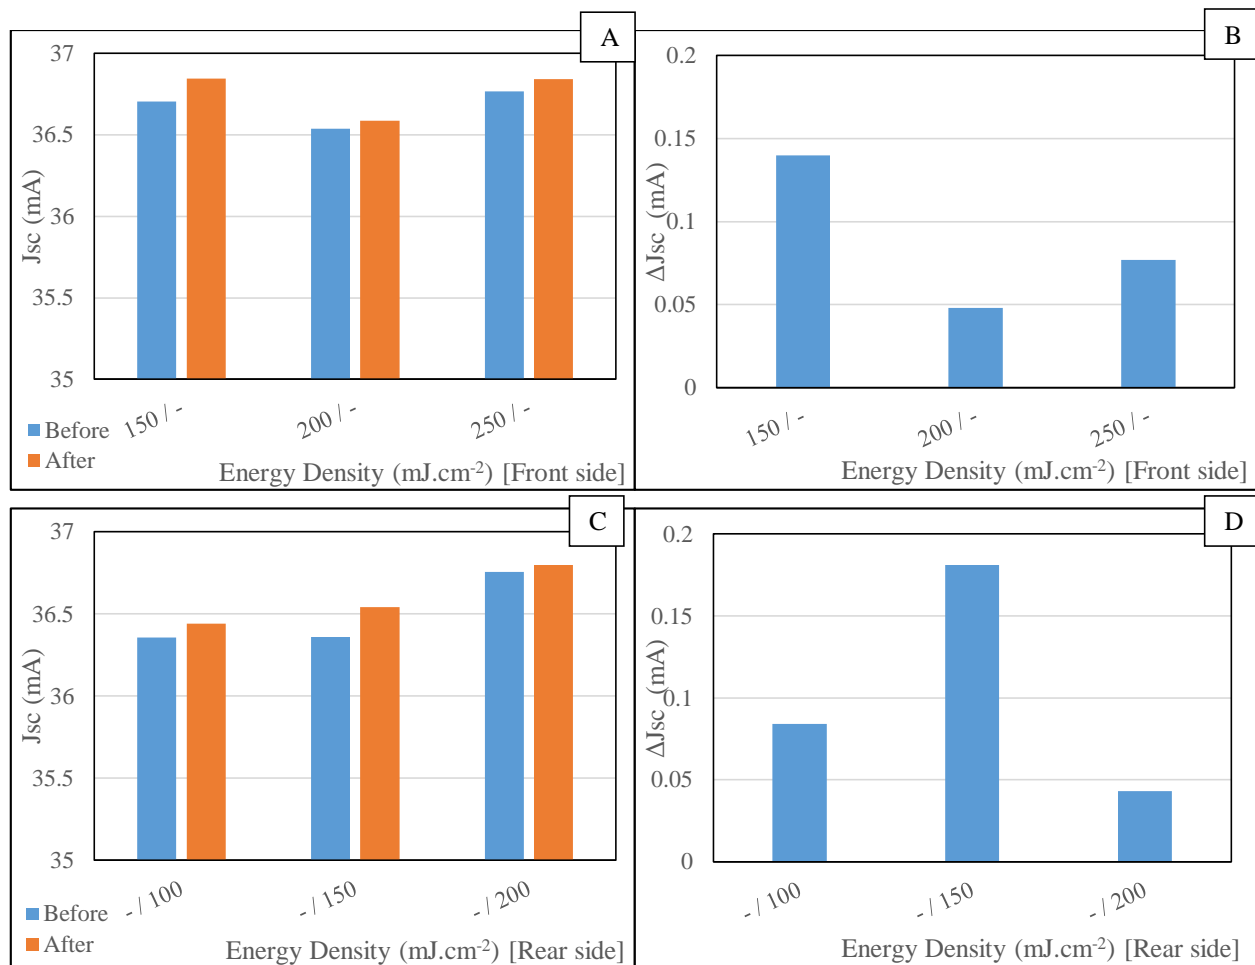 A
37
36.5
36
35.5
35
Jsc (mA)
150 / -
200 / -
250 / -
Before
After
Energy Density (mJ.cm-2) [Front side]
B
0.2
0.15
0.1
0.05
0
ΔJsc (mA)
150 / -
200 / -
250 / -
Energy Density (mJ.cm-2) [Front side]
C
37
36.5
36
35.5
35
Jsc (mA)
- / 100
- / 150
- / 200
Before
After
Energy Density (mJ.cm-2) [Rear side]
D
0.2
0.15
0.1
0.05
0
ΔJsc (mA)
- / 100
- / 150
- / 200
Energy Density (mJ.cm-2) [Rear side]